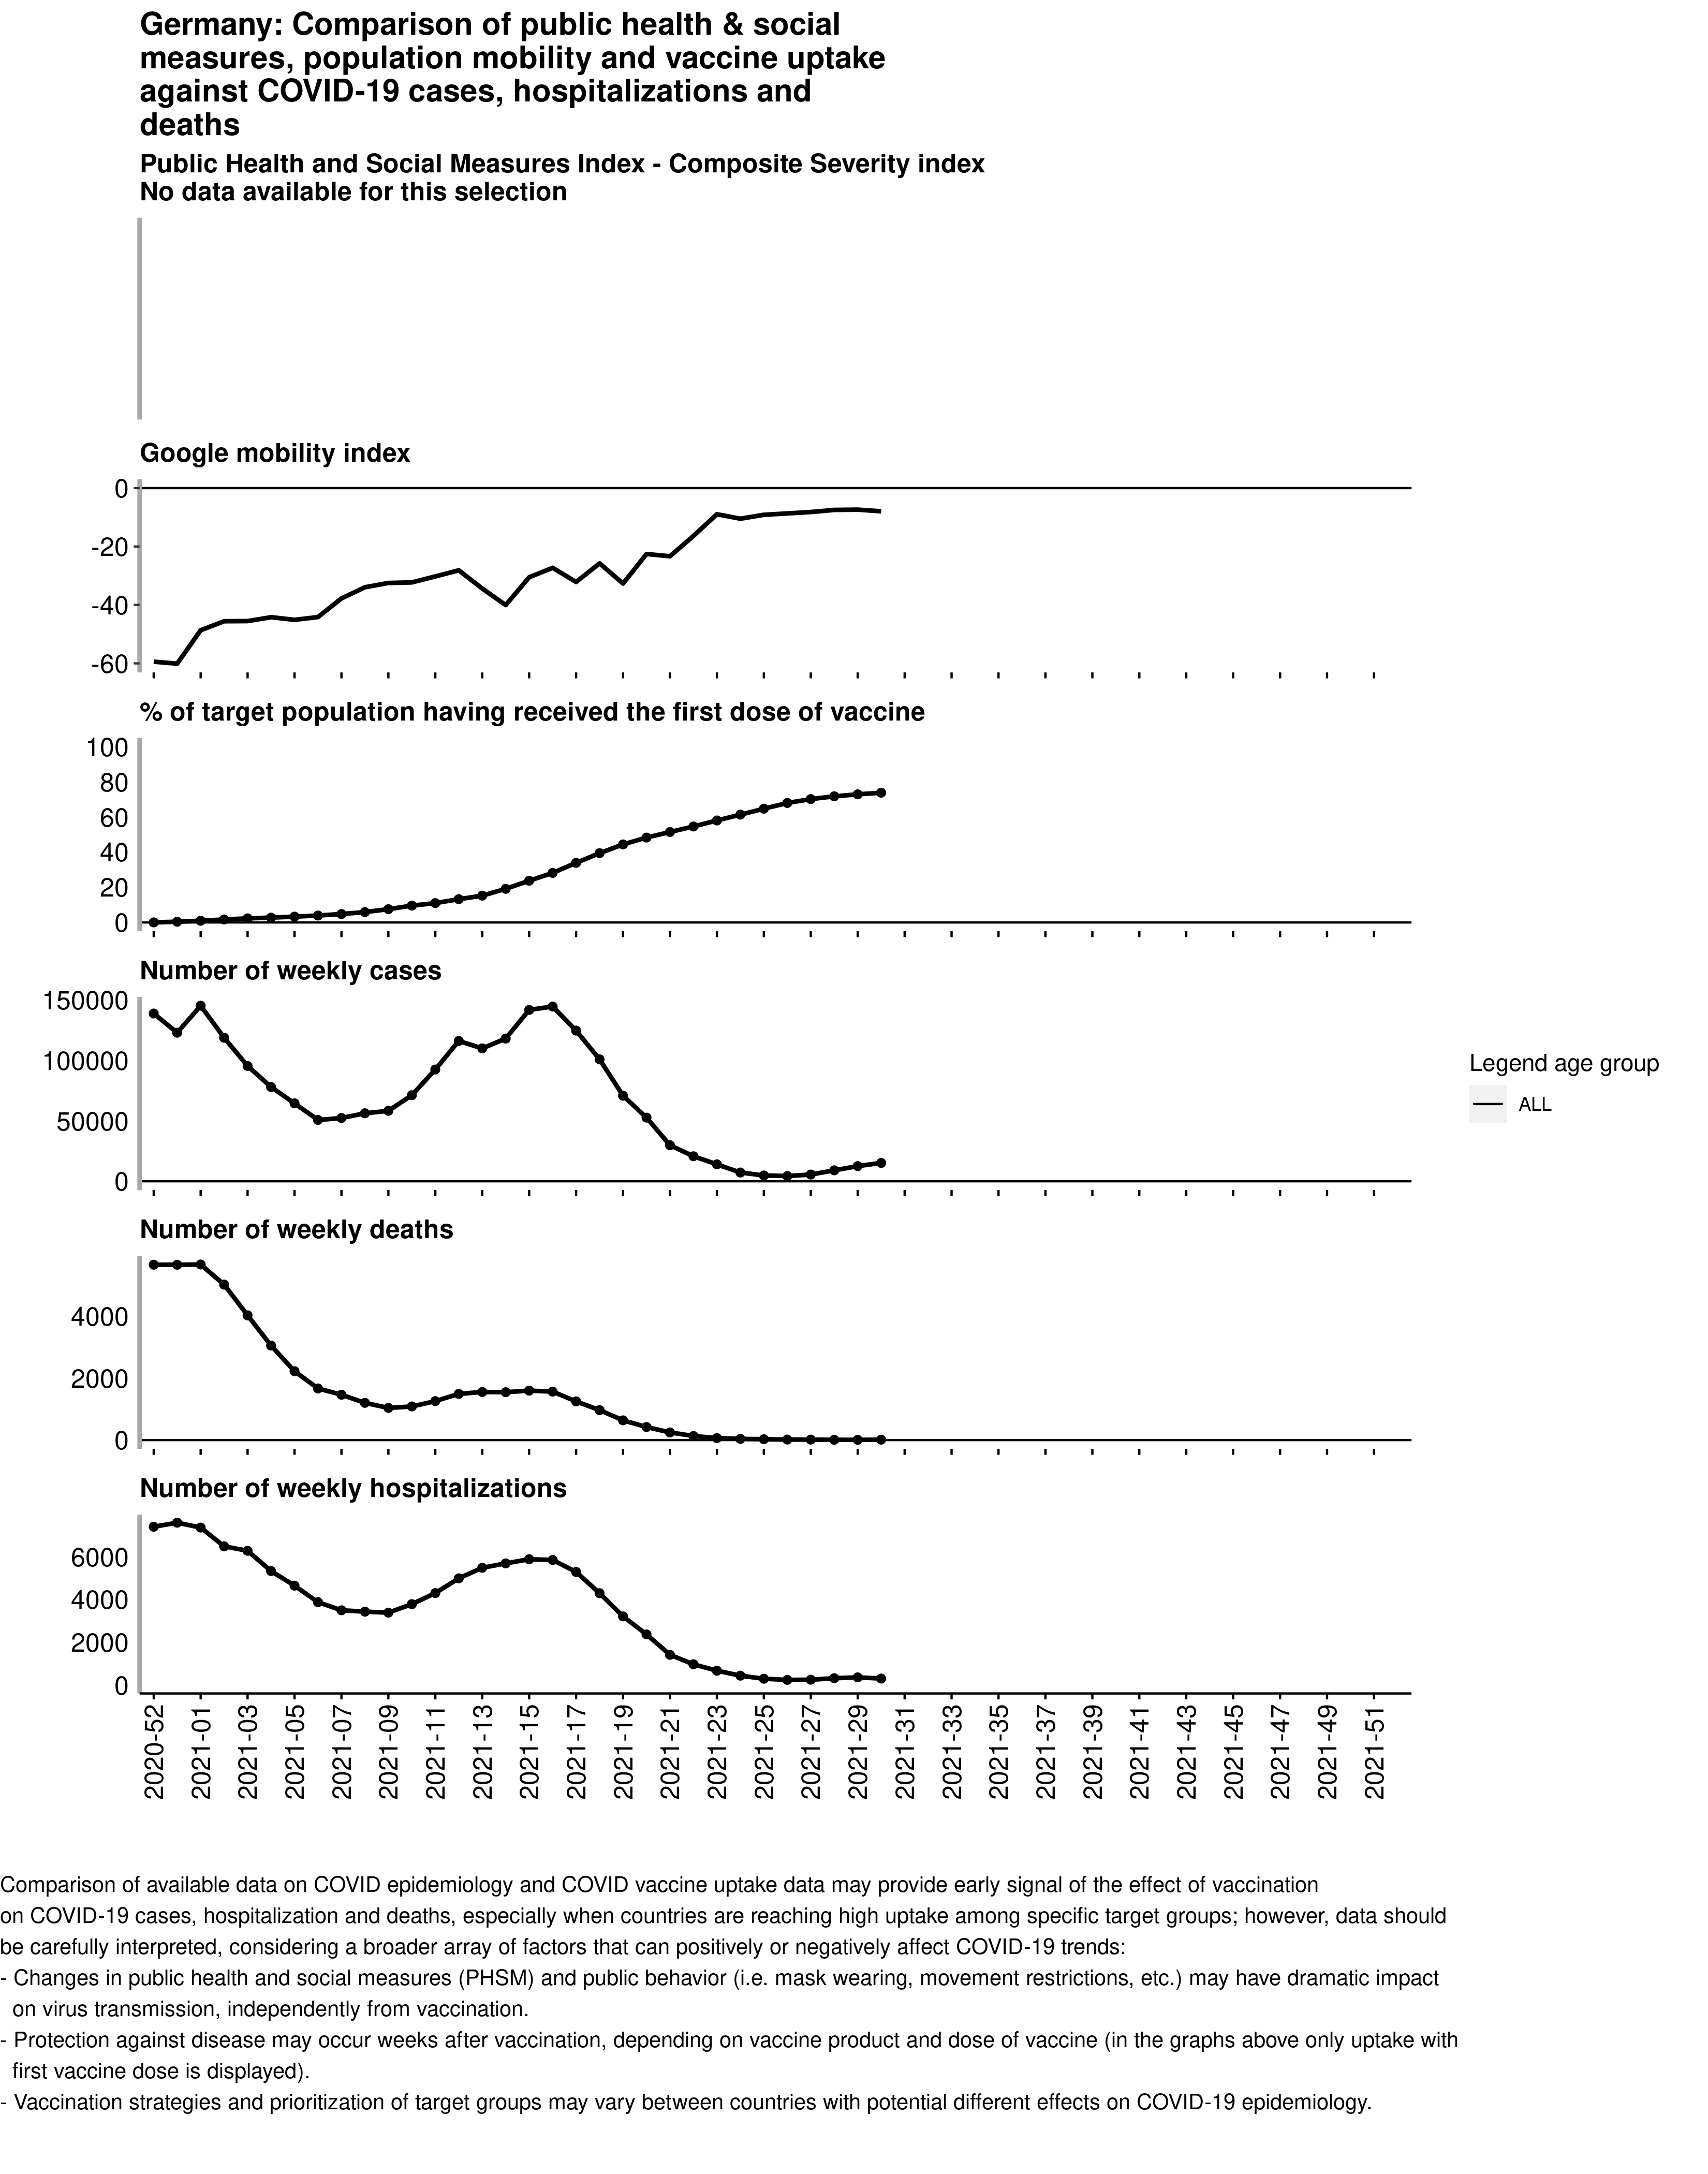 Germany: Comparison of public health & social
measures, population mobility and vaccine uptake
against COVID-19 cases, hospitalizations and
deaths
Public Health and Social Measures Index - Composite Severity index
No data available for this selection
Google mobility index
0
-20
-40
-60
% of target population having received the first dose of vaccine
100
80
60
40
20
0
Number of weekly cases
150000
100000
50000
0
Legend age group
ALL
Number of weekly deaths
4000
2000
0
Number of weekly hospitalizations
6000
4000
2000
0
2020-52
2021-01
2021-03
2021-05
2021-07
2021-09
2021-11
2021-13
2021-15
2021-17
2021-19
2021-21
2021-23
2021-25
2021-27
2021-29
2021-31
2021-33
2021-35
2021-37
2021-39
2021-41
2021-43
2021-45
2021-47
2021-49
2021-51
Comparison of available data on COVID epidemiology and COVID vaccine uptake data may provide early signal of the effect of vaccination
on COVID-19 cases, hospitalization and deaths, especially when countries are reaching high uptake among specific target groups; however, data should
be carefully interpreted, considering a broader array of factors that can positively or negatively affect COVID-19 trends:
- Changes in public health and social measures (PHSM) and public behavior (i.e. mask wearing, movement restrictions, etc.) may have dramatic impact
on virus transmission, independently from vaccination.
- Protection against disease may occur weeks after vaccination, depending on vaccine product and dose of vaccine (in the graphs above only uptake with
first vaccine dose is displayed).
- Vaccination strategies and prioritization of target groups may vary between countries with potential different effects on COVID-19 epidemiology.